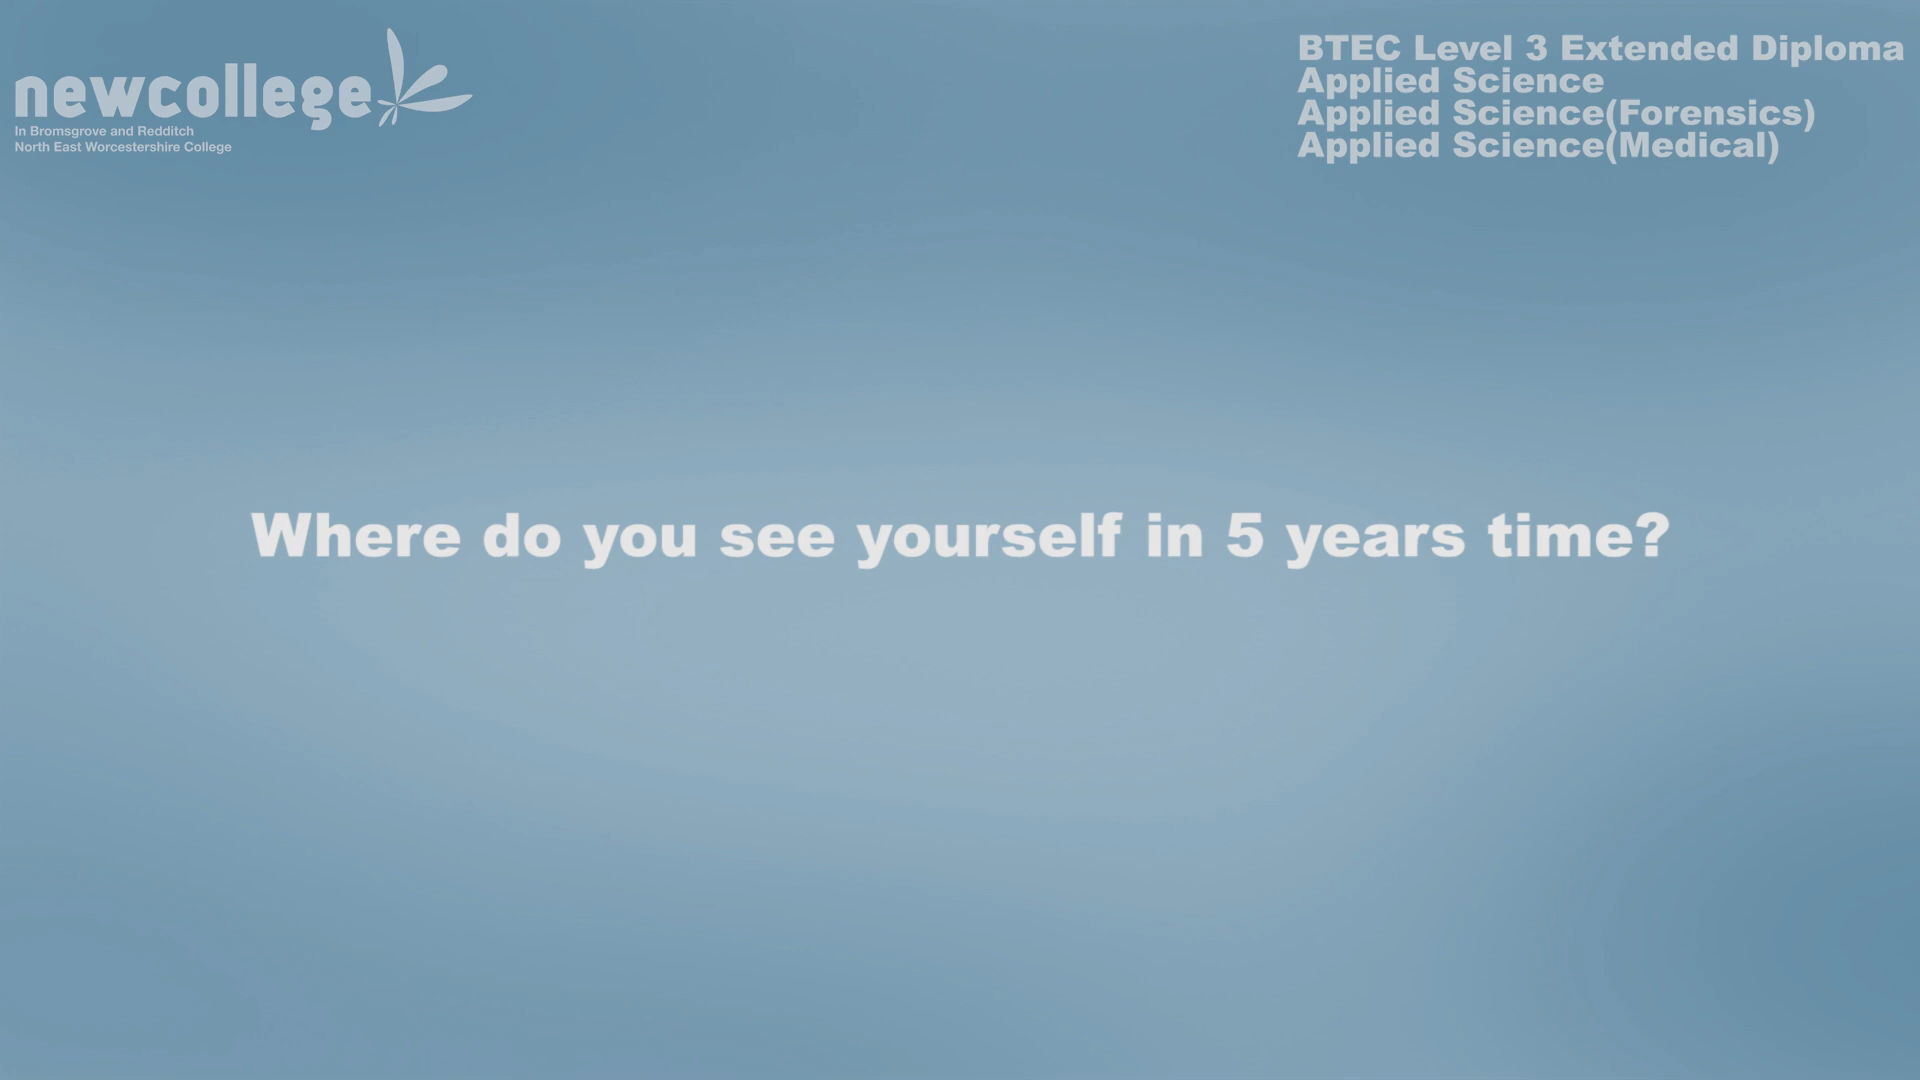 newcollege
In Bromsgrove and Redditch
North East Worcestershire College
BTEC Level 3 Extended Diploma
Applied Science
Applied Science(Forensics)
Applied Science(Medical)
Where do you see yourself in 5 years time?